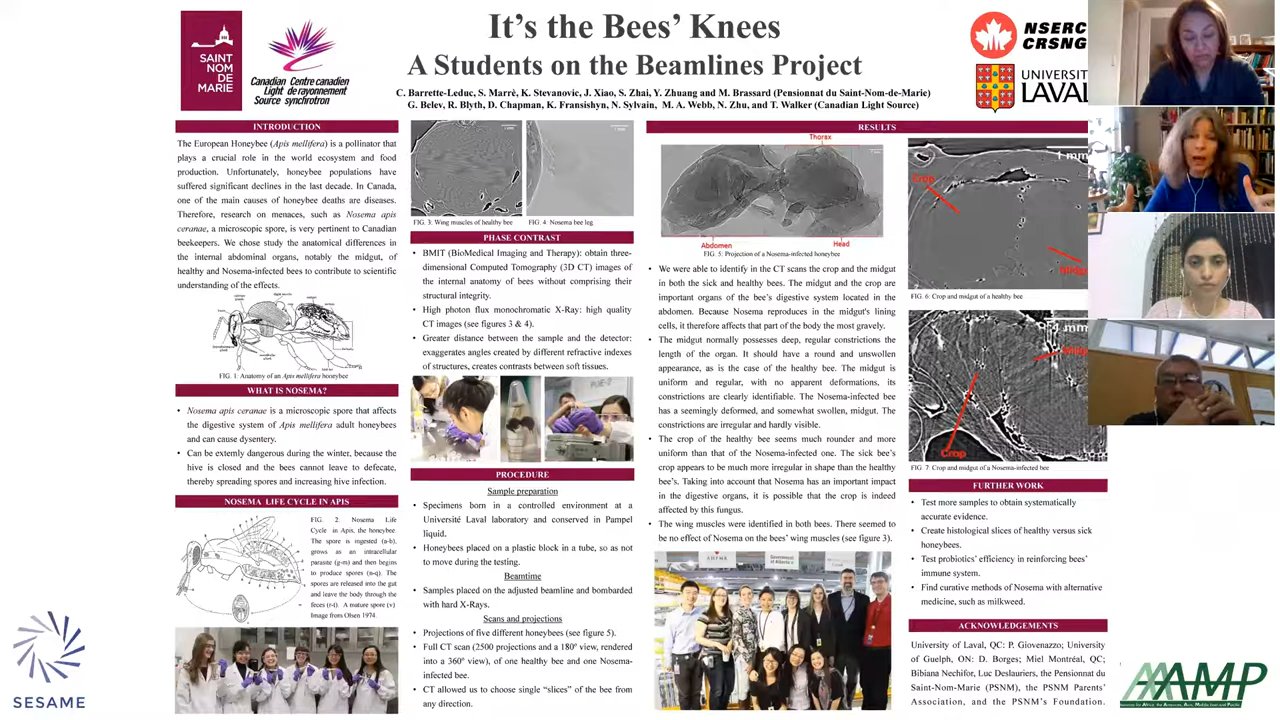 It's the Bees' Knees
A Students on the Beamlines Project
C. Barrette-Leduc, S. Marrè, K. Stevanovic, J. Xiao, S. Zhai, Y. Zhuang and M. Brassard (Pensionnat du Saint-Nom-de-Marie)
G. Belev, R. Blyth, D. Chapman, K. Fransishyn, N. Sylvain, M. A. Webb, N. Zhu, and T. Walker (Canadian Light Source)
SAINT
NOM
DE
MARIE
Canadian Centre canadien
Light de rayonnement
Source synchrotron
NSERC
CRSNG
UNIVERSIT
LAVAL
INTRODUCTION
The European Honeybee (Apis mellifera) is a pollinator that
plays a crucial role in the world ecosystem and food
production. Unfortunately, honeybee populations have
suffered significant declines in the last decade. In Canada,
one of the main causes of honeybee deaths are diseases.
Therefore, research on menaces, such as Nosema apis
ceranae, a microscopic spore, is very pertinent to Canadian
beekeepers. We chose study the anatomical differences in
the internal abdominal organs, notably the midgut, of
healthy and Nosema-infected bees to contribute to scientific
understanding of the effects.
FIG. 1: Anatomy of an Apis mellifera honeybee
WHAT IS NOSEMA?
• Nosema apis ceranae is a microscopic spore that affects
the digestive system of Apis mellifera adult honeybees
and can cause dysentery.
• Can be extemly dangerous during the winter, because the
hive is closed and the bees cannot leave to defecate,
thereby spreading spores and increasing hive infection.
NOSEMA LIFE CYCLE IN APIS
FIG. 2 Nosema Life
Cycle in Apis, the honeybee.
The spore is ingested (a-b),
grows as an intracellular
parasite (g-m) and then begins
to produce spores (n-q). The
spores are released into the gut
and leave the body through the
feces (r-t). A mature spore (v)
Image from Olsen 1974.
FIG. 3: Wing muscles of healthy bee
FIG. 4 Nosema bee leg
PHASE CONTRAST
• BMIT (BioMedical Imaging and Therapy): obtain three-
dimensional Computed Tomography (3D CT) images of
the internal anatomy of bees without comprising their
structural integrity.
• High photon flux monochromatic X-Ray: high quality
CT images (see figures 3 & 4).
• Greater distance between the sample and the detector:
exaggerates angles created by different refractive indexes
of structures, creates contrasts between soft tissues.
PROCEDURE
Sample preparation
• Specimens born in a controlled environment at a
Université Laval laboratory and conserved in Pampel
liquid.
• Honeybees placed on a plastic block in a tube, so as not
to move during the testing.
Beamtime
• Samples placed on the adjusted beamline and bombarded
with hard X-Rays.
Scans and projections
• Projections of five different honeybees (see figure 5).
• Full CT scan (2500 projections and a 180º view, rendered
into a 360º view), of one healthy bee and one Nosema-
infected bee.
• CT allowed us to choose single “slices” of the bee from
any direction.
RESULTS
Thorax
Abdomen
Head
FIG. 5: Projection of a Nosema-infected honeybee
• We were able to identify in the CT scans the crop and the midgut
in both the sick and healthy bees. The midgut and the crop are
important organs of the bee's digestive system located in the
abdomen. Because Nosema reproduces in the midgut's lining
cells, it therefore affects that part of the body the most gravely.
• The midgut normally possesses deep, regular constrictions the
length of the organ. It should have a round and unswollen
appearance, as is the case of the healthy bee. The midgut is
uniform and regular, with no apparent deformations, its
constrictions are clearly identifiable. The Nosema-infected bee
has a seemingly deformed, and somewhat swollen, midgut. The
constrictions are irregular and hardly visible.
• The crop of the healthy bee seems much rounder and more
uniform than that of the Nosema-infected one. The sick bee's
crop appears to be much more irregular in shape than the healthy
bee's. Taking into account that Nosema has an important impact
in the digestive organs, it is possible that the crop is indeed
affected by this fungus.
• The wing muscles were identified in both bees. There seemed to
be no effect of Nosema on the bees' wing muscles (see figure 3).
1 mm
Crop
FIG. 6: Crop and midgut of a healthy bee
1 mm
Crop
FIG 7: Crop and midgut of a Nosema-infected bee
FURTHER WORK
• Test more samples to obtain systematically
accurate evidence.
• Create histological slices of healthy versus sick
honeybees.
• Test probiotics' efficiency in reinforcing bees'
immune system.
• Find curative methods of Nosema with alternative
medicine, such as milkweed.
ACKNOWLEDGEMENTS
University of Laval, QC: P. Giovenazzo; University
of Guelph, ON: D. Borges; Miel Montréal, QC;
Bibiana Nechifor, Luc Deslauriers, the Pensionnat du
Saint-Nom-Marie (PSNM), the PSNM Parents'
Association, and the PSNM's Foundation.
SESAME
AMP